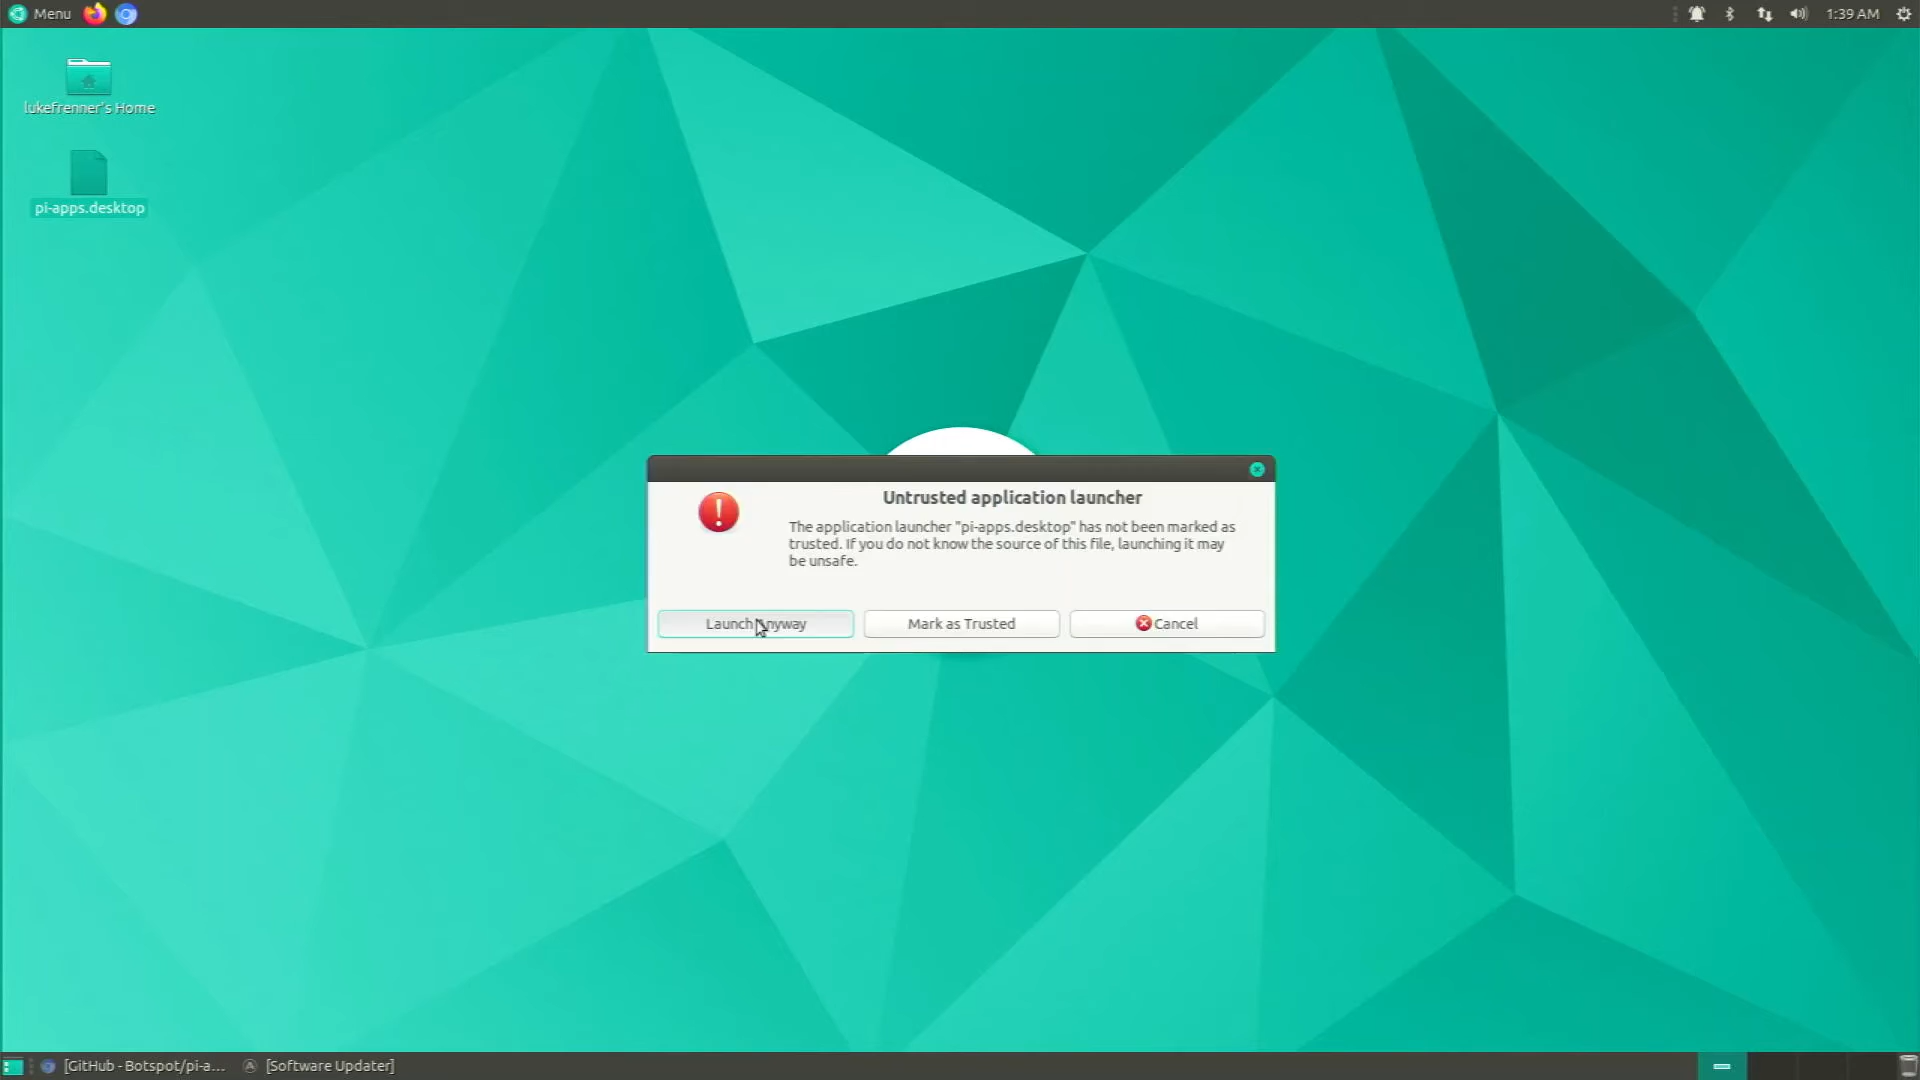 Menu
1:39 AM
lukefrenner's Home
pi-apps.desktop
Untrusted application launcher
The application launcher "pi-apps.desktop" has not been marked as
trusted. If you do not know the source of this file, launching it may
be unsafe.
Launch Anyway
Mark as Trusted
Cancel
[GitHub - Botspot/pi-a...
[Software Updater]